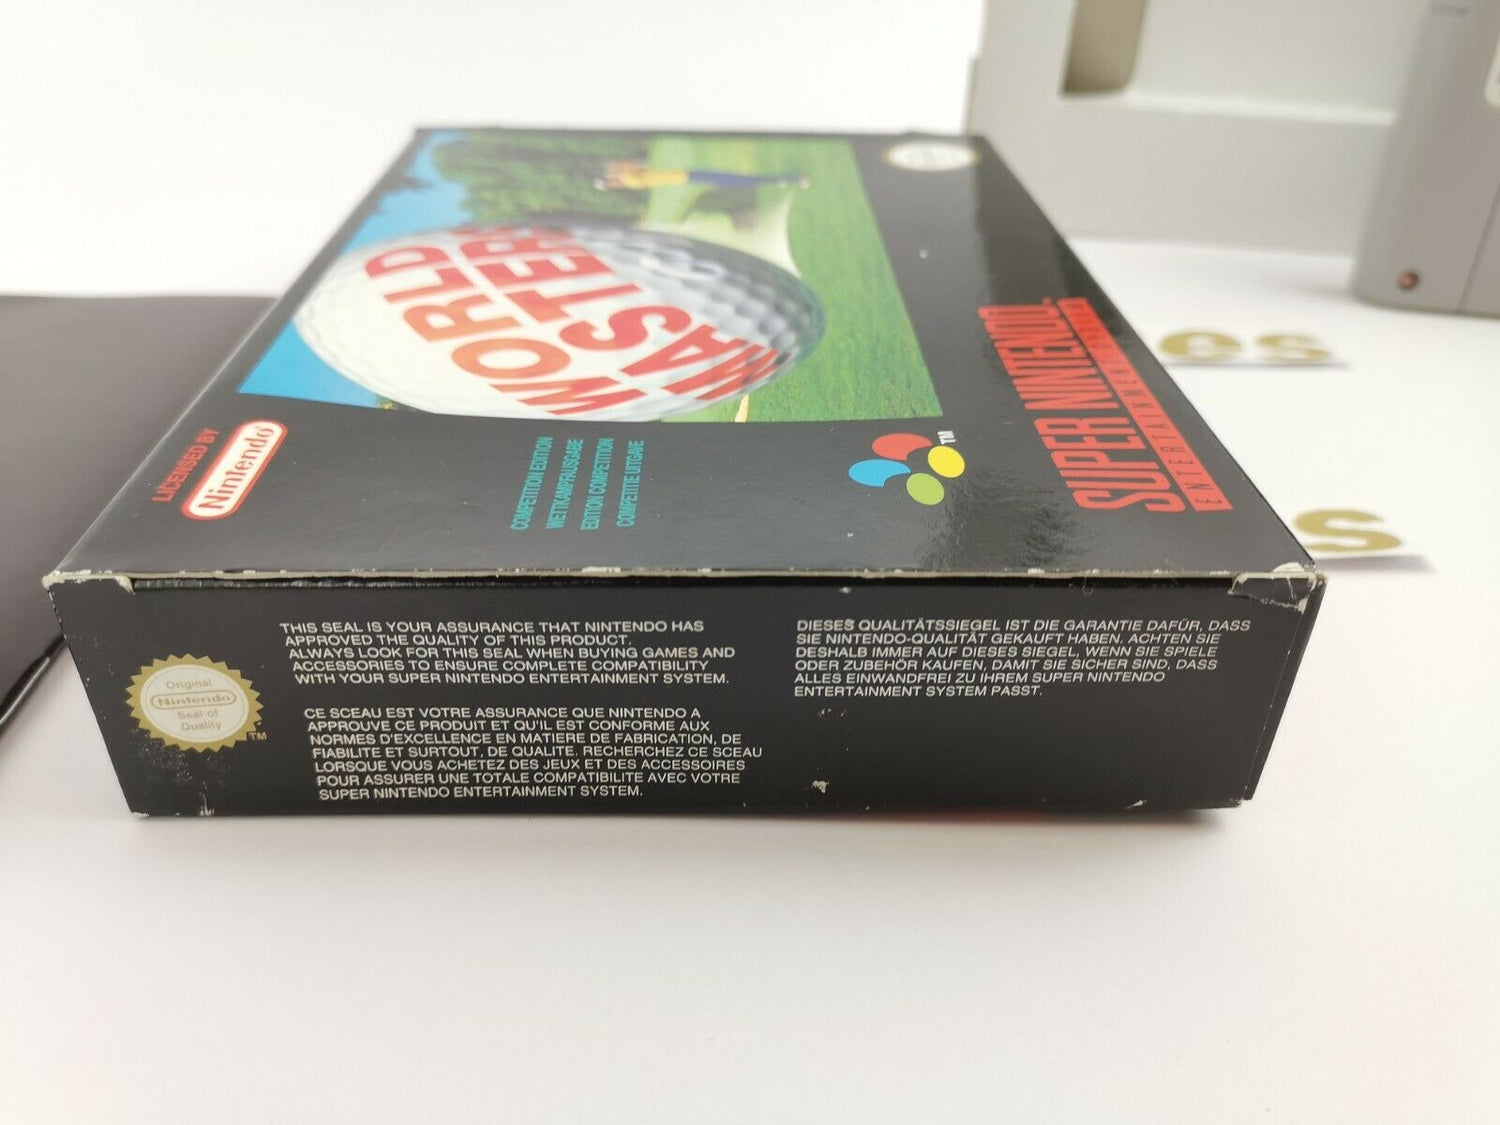 WORLD
MASTERS
LICENSED BY
Nintendo
COMPETITION EDITION
WETTKAMPFAUSGABE
EDITION COMPETITION
COMPETITIE UITGAVE
TM
SUPER NINTENDO
ENTERTAINMENT
Original
Nintendo
Seal of
Quality
TM
THIS SEAL IS YOUR ASSURANCE THAT NINTENDO HAS
APPROVED THE QUALITY OF THIS PRODUCT.
ALWAYS LOOK FOR THIS SEAL WHEN BUYING GAMES AND
ACCESSORIES TO ENSURE COMPLETE COMPATIBILITY
WITH YOUR SUPER NINTENDO ENTERTAINMENT SYSTEM.
CE SCEAU EST VOTRE ASSURANCE QUE NINTENDO A
APPROUVE CE PRODUIT ET QU'IL EST CONFORME AUX
NORMES D'EXCELLENCE EN MATIERE DE FABRICATION, DE
FIABILITE ET SURTOUT, DE QUALITE. RECHERCHEZ CE SCEAU
LORSQUE VOUS ACHETEZ DES JEUX ET DES ACCESSOIRES
POUR ASSURER UNE TOTALE COMPATIBILITE AVEC VOTRE
SUPER NINTENDO ENTERTAINMENT SYSTEM.
DIESES QUALITÄTSSIEGEL IST DIE GARANTIE DAFÜR, DASS
SIE NINTENDO-QUALITÄT GEKAUFT HABEN. ACHTEN SIE
DESHALB IMMER AUF DIESES SIEGEL, WENN SIE SPIELE
ODER ZUBEHÖR KAUFEN, DAMIT SIE SICHER SIND, DASS
ALLES EINWANDFREI ZU IHREM SUPER NINTENDO
ENTERTAINMENT SYSTEM PASST.
es
s